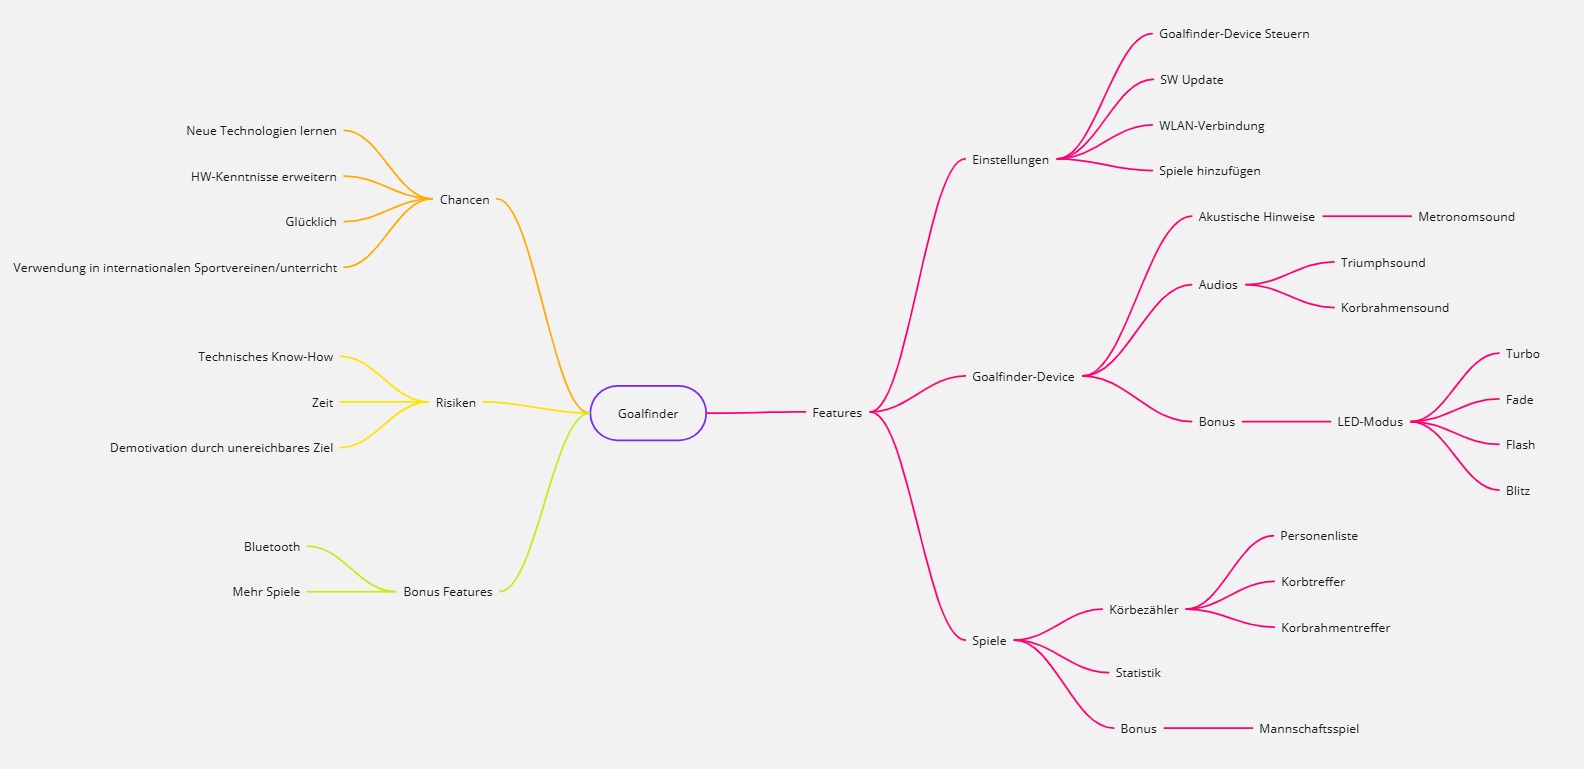 Goalfinder
Chancen
Neue Technologien lernen
HW-Kenntnisse erweitern
Glücklich
Verwendung in internationalen Sportvereinen/unterricht
Risiken
Technisches Know-How
Zeit
Demotivation durch unereichbares Ziel
Bonus Features
Bluetooth
Mehr Spiele
Features
Einstellungen
Goalfinder-Device Steuern
SW Update
WLAN-Verbindung
Spiele hinzufügen
Goalfinder-Device
Akustische Hinweise
Metronomsound
Audios
Triumphsound
Korbrahmensound
Bonus
LED-Modus
Turbo
Fade
Flash
Blitz
Spiele
Körbezähler
Personenliste
Korbtreffer
Korbrahmentreffer
Statistik
Bonus
Mannschaftsspiel